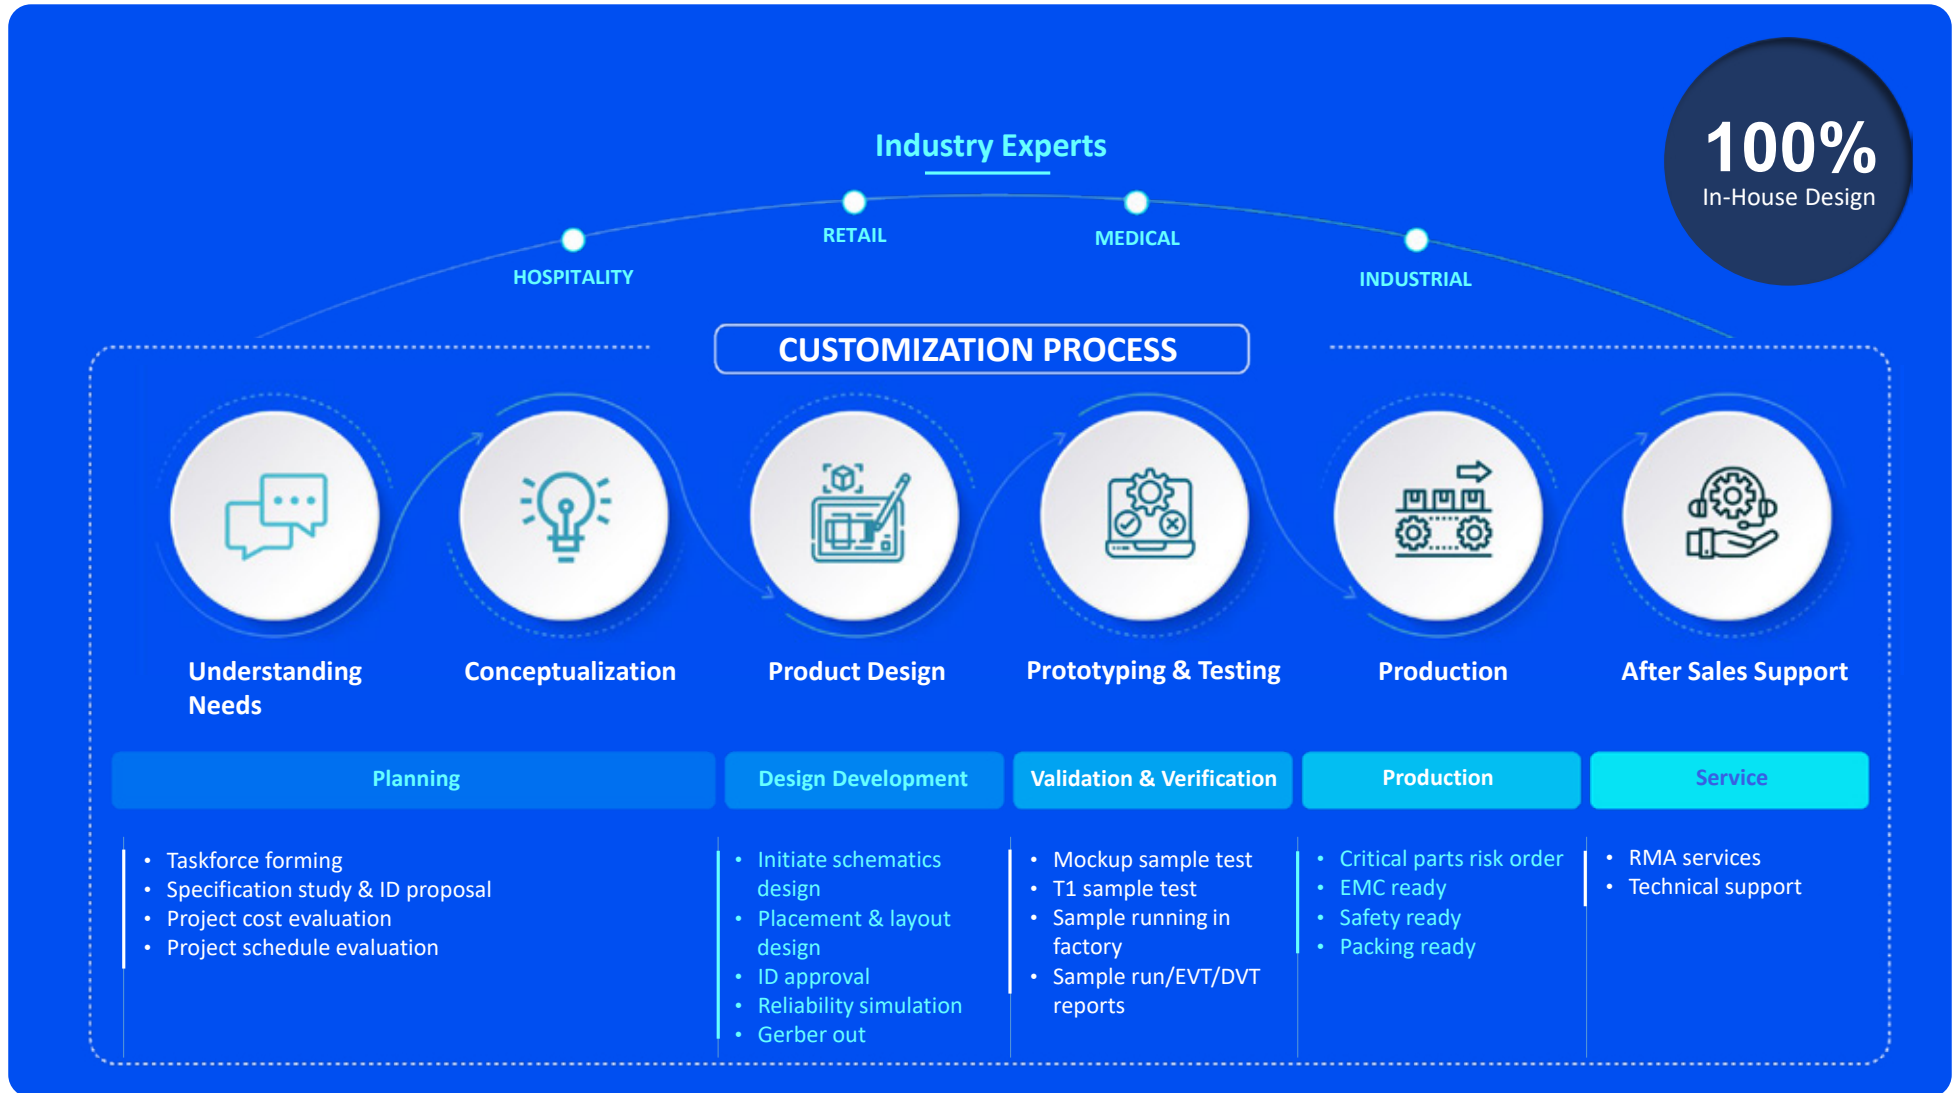 100%
In-House Design
Industry Experts
HOSPITALITY
RETAIL
MEDICAL
INDUSTRIAL
CUSTOMIZATION PROCESS
Understanding
Needs
Conceptualization
Product Design
Prototyping & Testing
Production
After Sales Support
Planning
Design Development
Validation & Verification
Production
Service
• Taskforce forming
• Specification study & ID proposal
• Project cost evaluation
• Project schedule evaluation
• Initiate schematics
design
• Placement & layout
design
• ID approval
• Reliability simulation
• Gerber out
• Mockup sample test
• T1 sample test
• Sample running in
factory
• Sample run/EVT/DVT
reports
• Critical parts risk order
• EMC ready
• Safety ready
• Packing ready
• RMA services
• Technical support